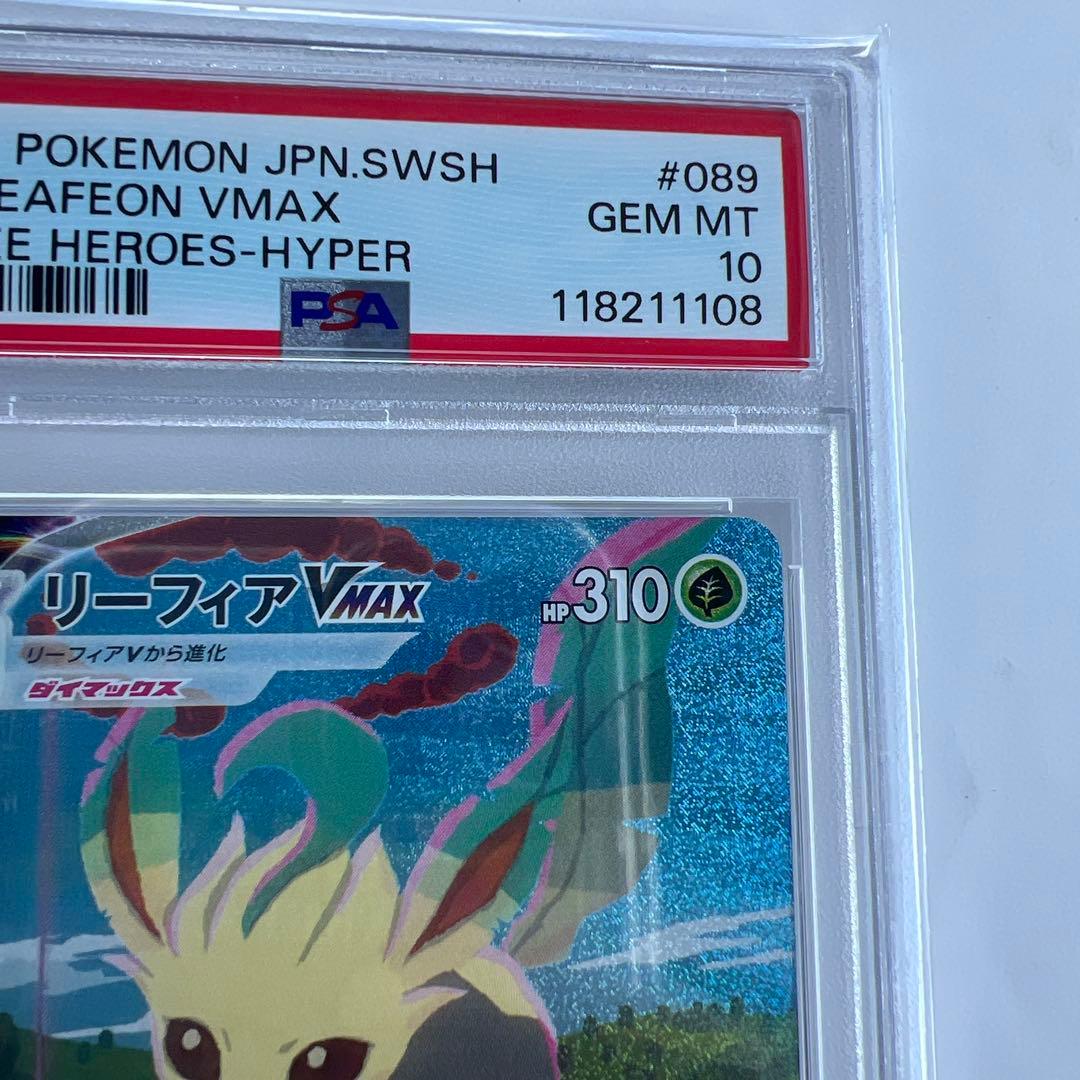 POKEMON JPN.SWSH #089
EAFEON VMAX GEM MT
EE HEROES-HYPER 10
PSA 118211108
リーフィアVMAX HP310
リーフィアVから進化
ダイマックス